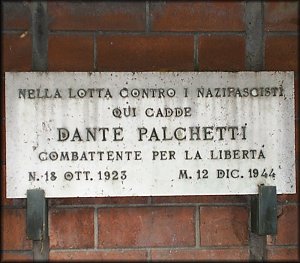 NELLA LOTTA CONTRO I NAZIFASCISTI
QUI CADDE
DANTE PALCHETTI
COMBATTENTE PER LA LIBERTÀ
N. 18 OTT. 1923 M. 12 DIC. 1944